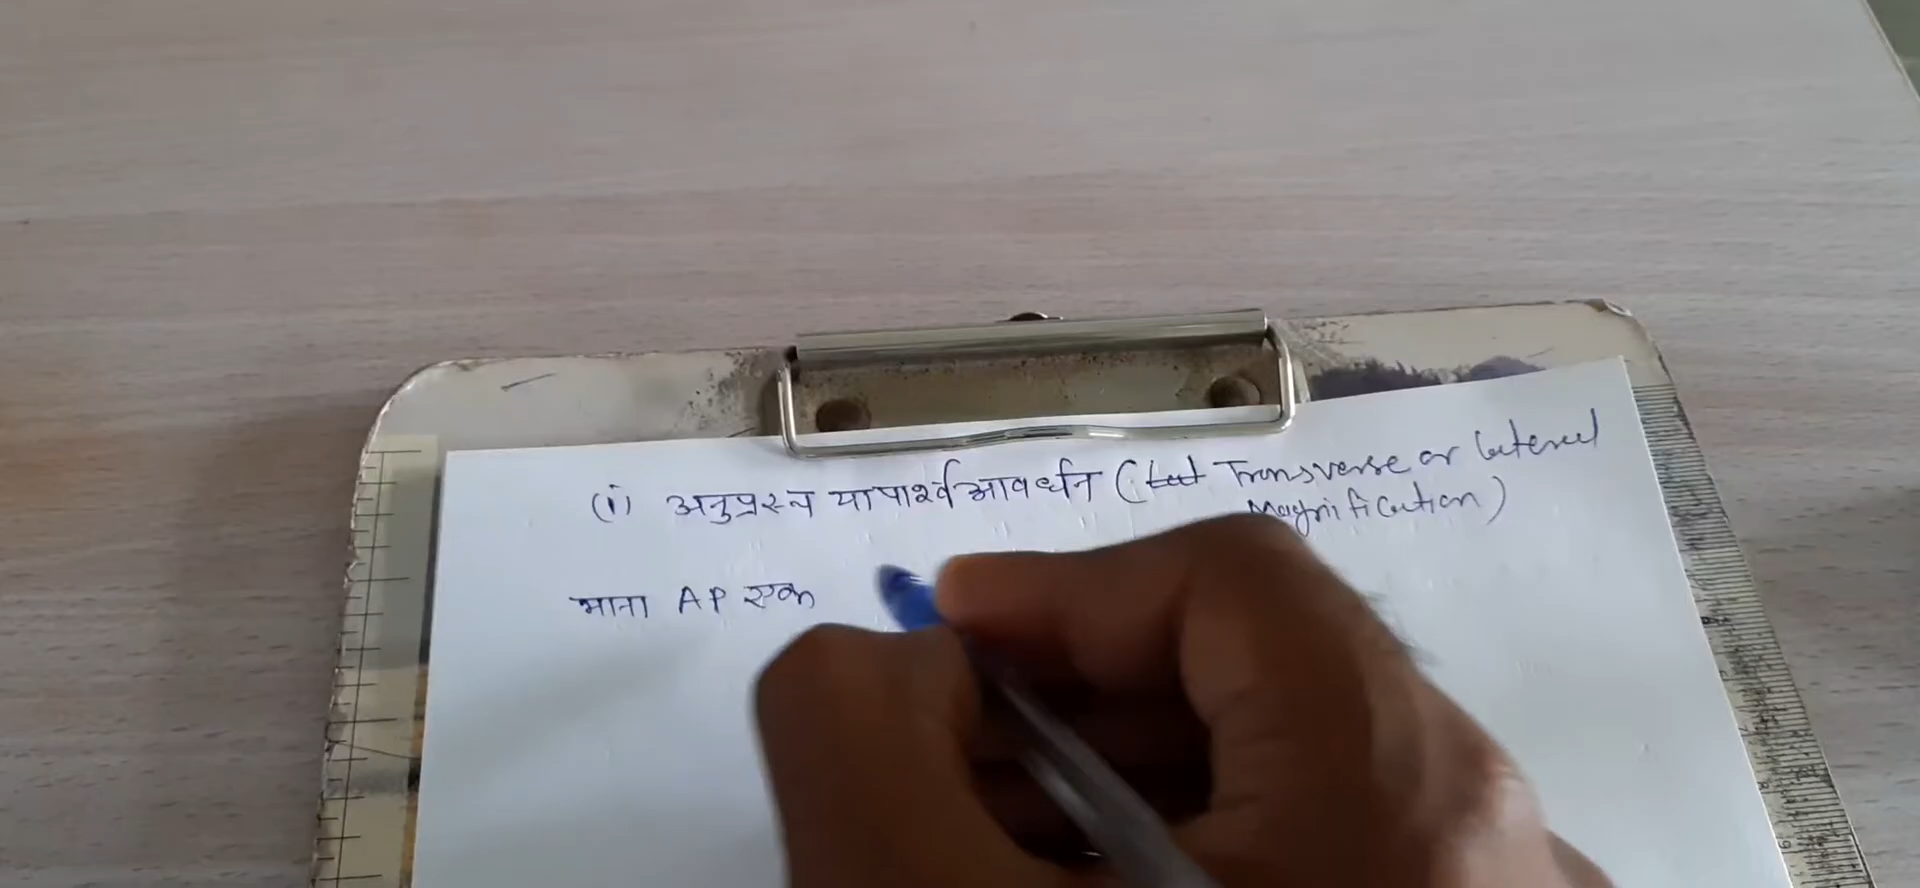 (i) अनुप्रस्थ या पार्श्व आवर्धन (Transverse or Lateral
Magnification)
माना AP एक